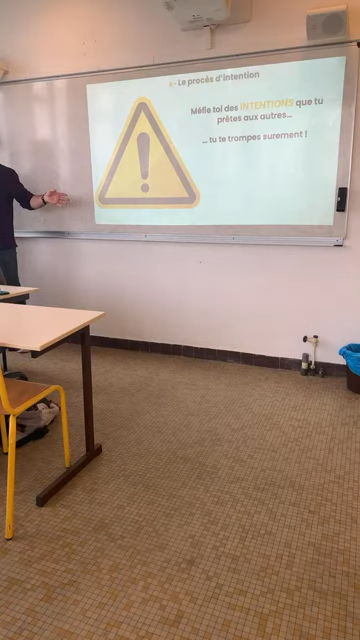 Le procès d'intention
Méfie toi des INTENTIONS que tu
prêtes aux autres...
... tu te trompes surement !